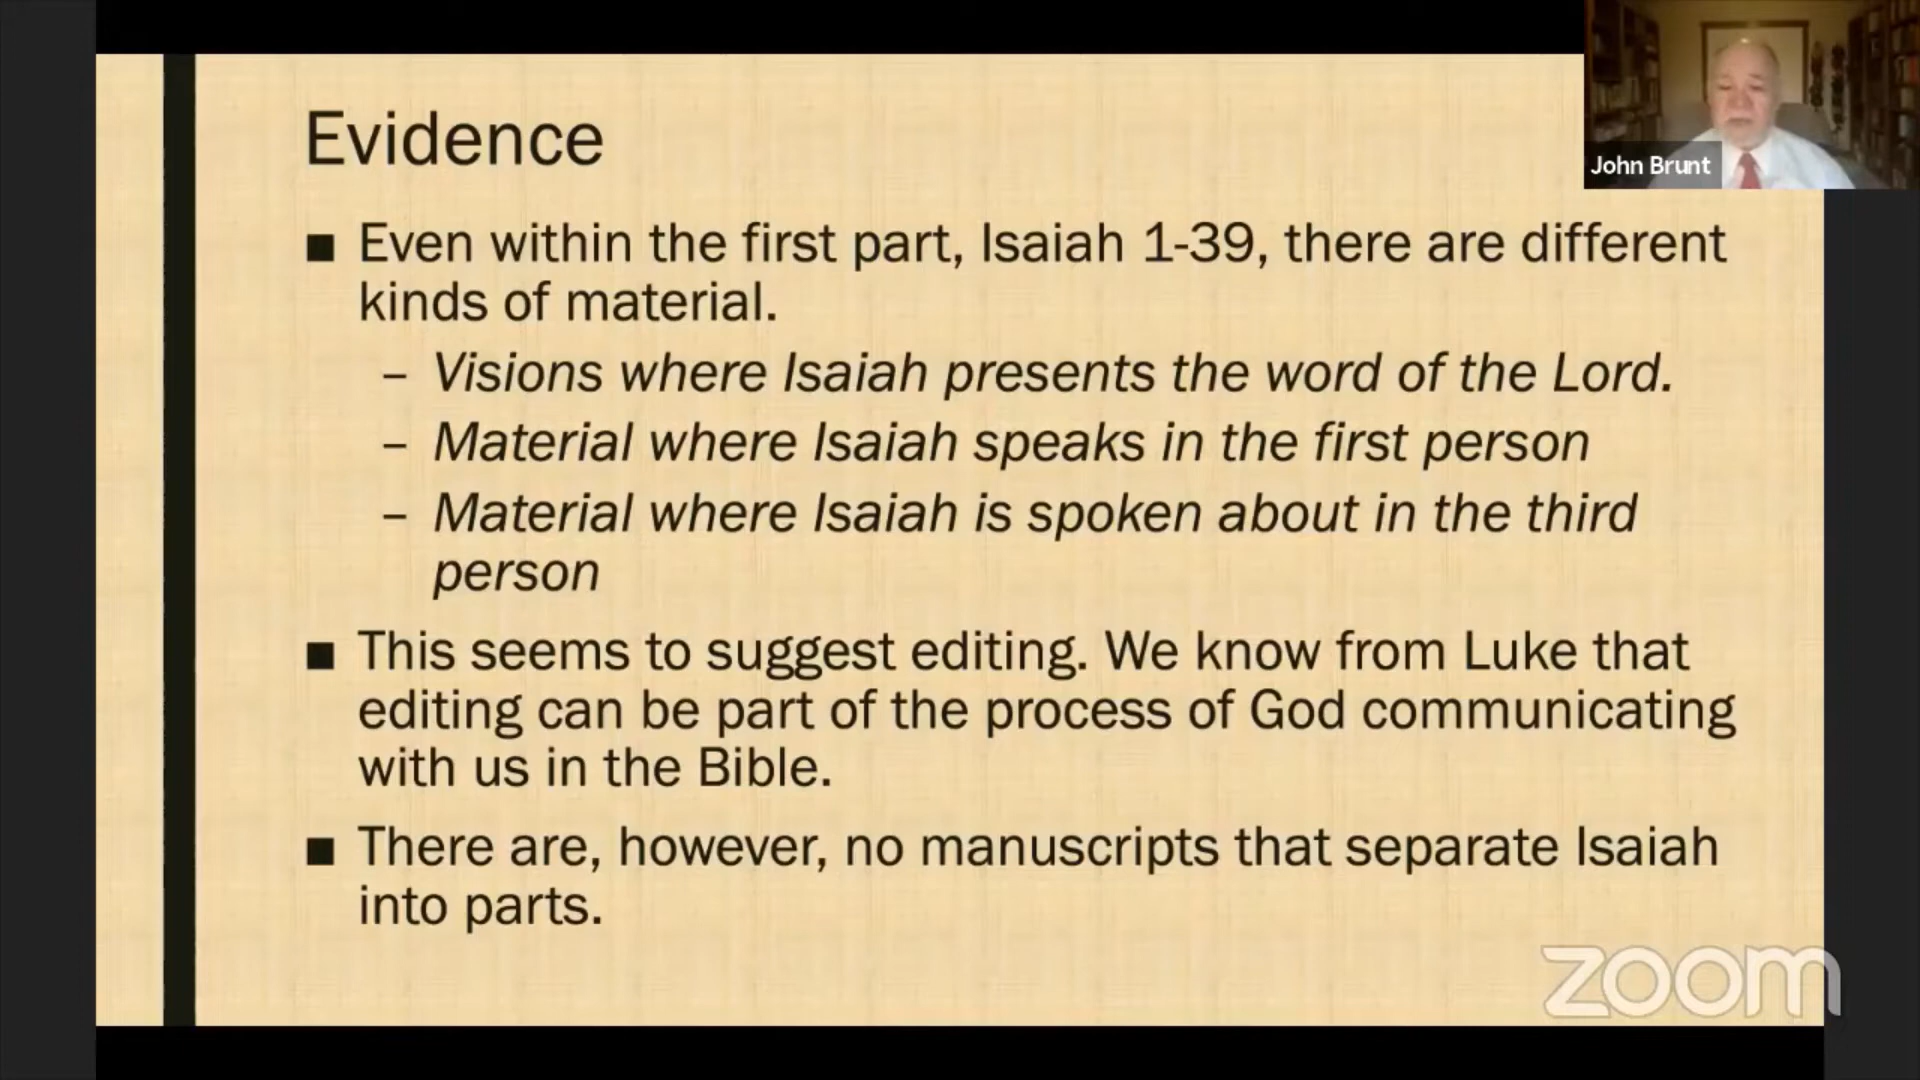 Evidence
John Brunt
■ Even within the first part, Isaiah 1-39, there are different
kinds of material.
– Visions where Isaiah presents the word of the Lord.
– Material where Isaiah speaks in the first person
– Material where Isaiah is spoken about in the third
person
■ This seems to suggest editing. We know from Luke that
editing can be part of the process of God communicating
with us in the Bible.
■ There are, however, no manuscripts that separate Isaiah
into parts.
zoom